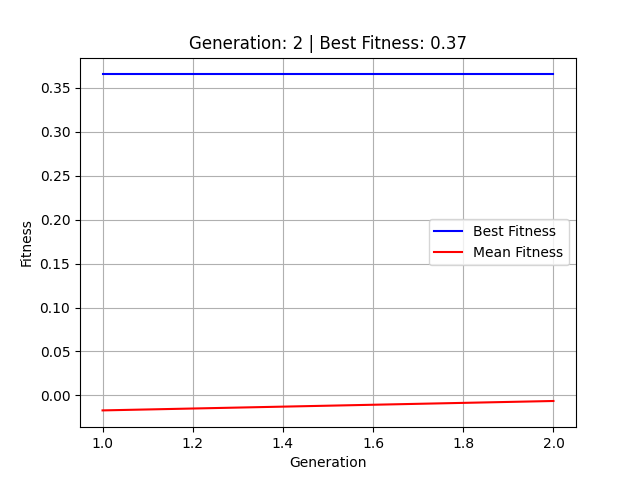 Generation: 2 | Best Fitness: 0.37
Fitness
0.35
0.30
0.25
0.20
0.15
0.10
0.05
0.00
Best Fitness
Mean Fitness
1.0 1.2 1.4 1.6 1.8 2.0
Generation